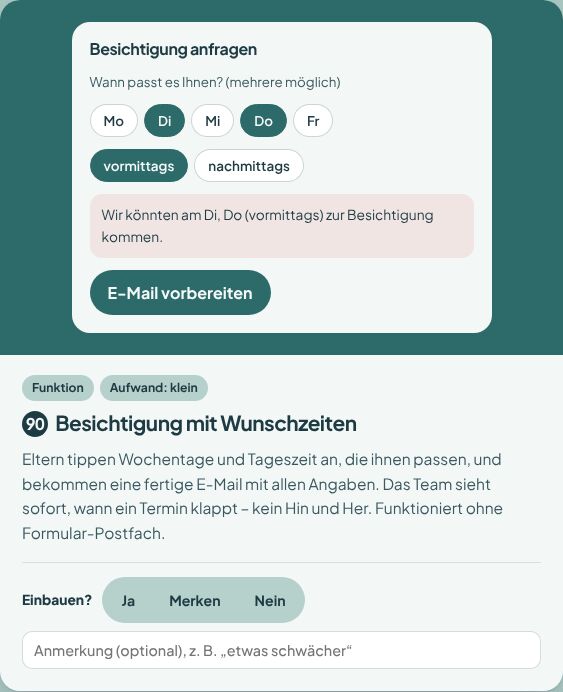 Besichtigung anfragen
Wann passt es Ihnen? (mehrere möglich)
Mo Di Mi Do Fr
vormittags nachmittags
Wir könnten am Di, Do (vormittags) zur Besichtigung
kommen.
E-Mail vorbereiten
Funktion Aufwand: klein
90 Besichtigung mit Wunschzeiten
Eltern tippen Wochentage und Tageszeit an, die ihnen passen, und
bekommen eine fertige E-Mail mit allen Angaben. Das Team sieht
sofort, wann ein Termin klappt – kein Hin und Her. Funktioniert ohne
Formular-Postfach.
Einbauen? Ja Merken Nein
Anmerkung (optional), z. B. „etwas schwächer“